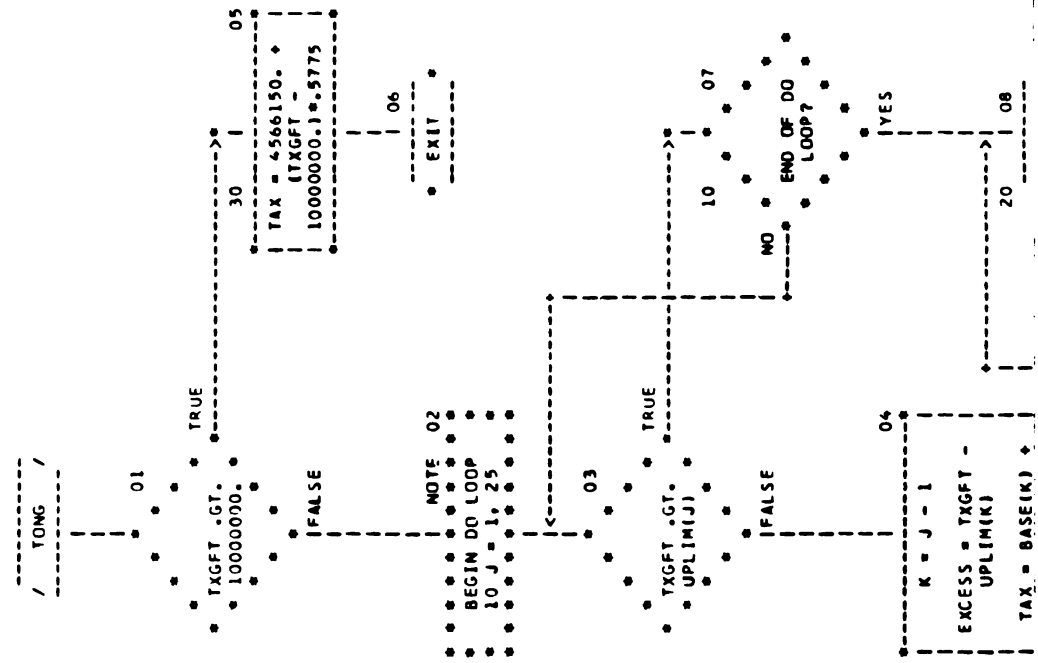 / TONG /
01
TXGFT .GT.
10000000.
TRUE
FALSE
30
05
TAX = 4566150. +
(TXGFT -
10000000.)*.5775
06
* EXIT *
NOTE 02
BEGIN DO LOOP
10 J = 1, 25
03
TXGFT .GT.
UPLIM(J)
TRUE
FALSE
10
07
END OF DO
LOOP?
NO
YES
04
K = J - 1
EXCESS = TXGFT -
UPLIM(K)
TAX = BASE(K) +
20
08